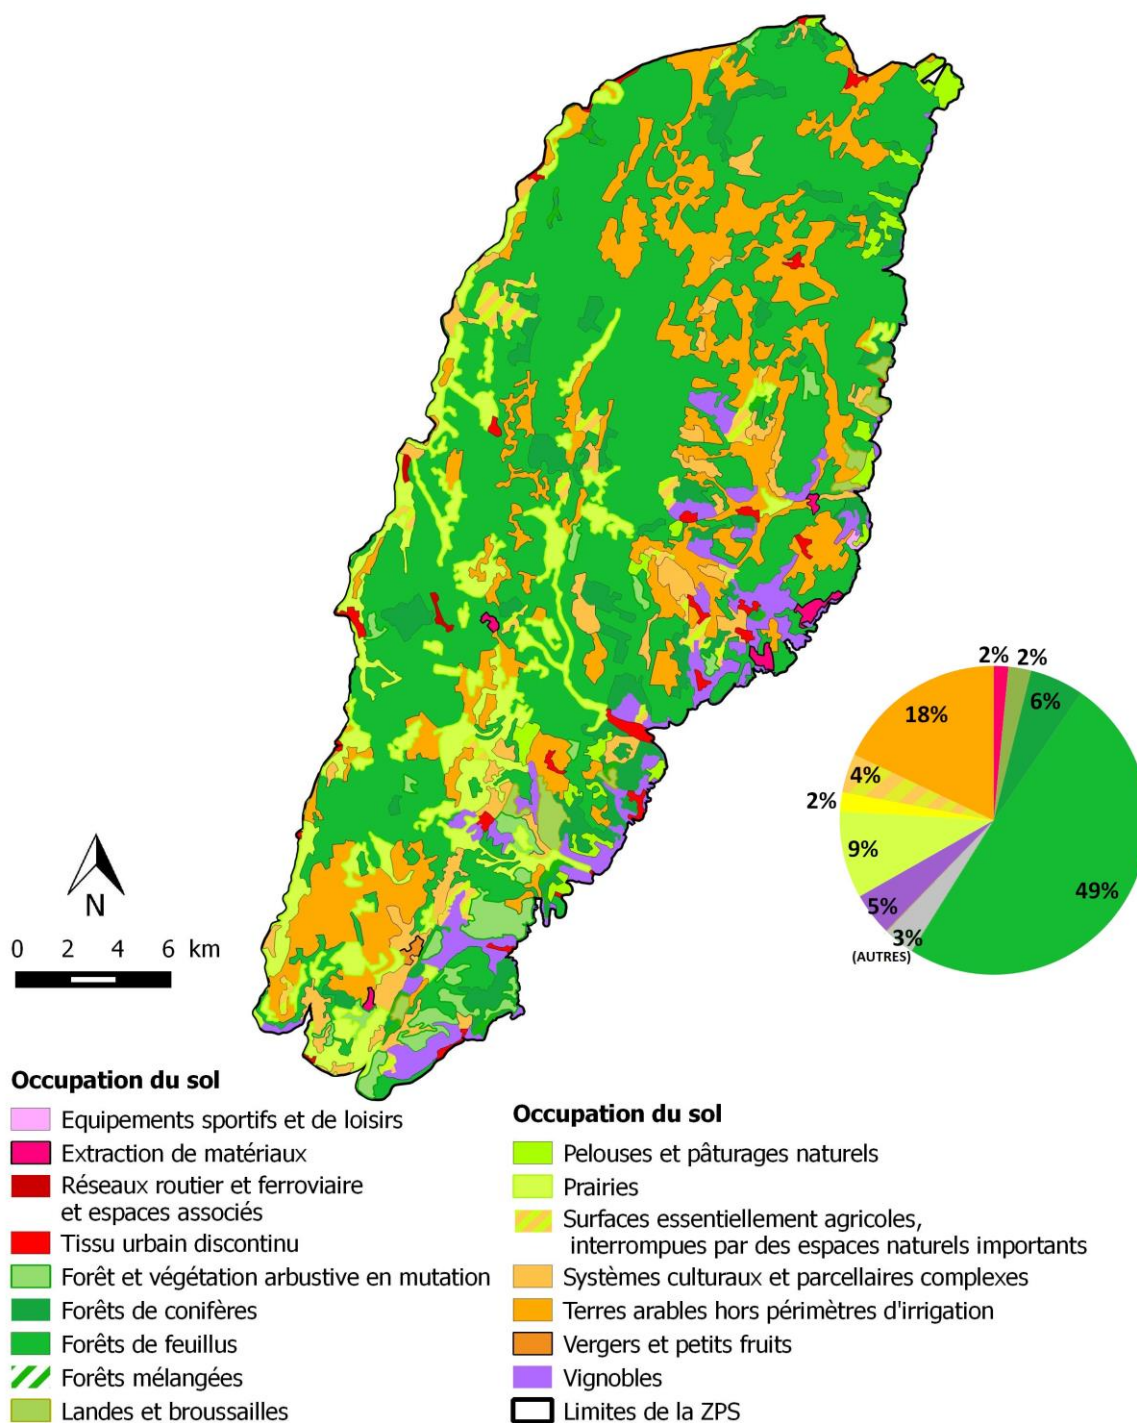 2%
2%
6%
18%
4%
2%
9%
49%
5%
3%
(AUTRES)
N
0 2 4 6 km
Occupation du sol
Equipements sportifs et de loisirs
Extraction de matériaux
Réseaux routier et ferroviaire
et espaces associés
Tissu urbain discontinu
Forêt et végétation arbustive en mutation
Forêts de conifères
Forêts de feuillus
Forêts mélangées
Landes et broussailles
Occupation du sol
Pelouses et pâturages naturels
Prairies
Surfaces essentiellement agricoles,
interrompues par des espaces naturels importants
Systèmes culturaux et parcellaires complexes
Terres arables hors périmètres d'irrigation
Vergers et petits fruits
Vignobles
Limites de la ZPS